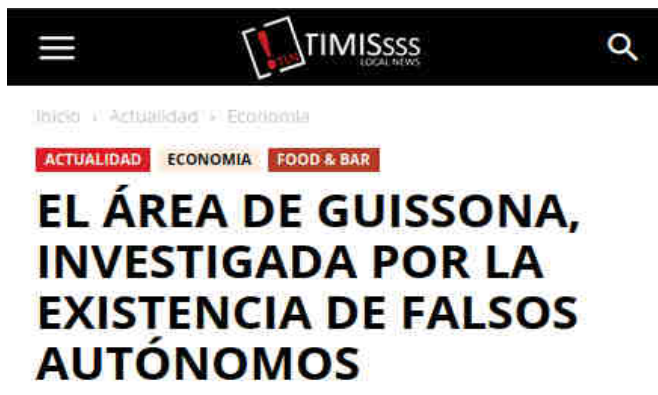 TIMISsss
LOCAL NEWS
Inicio › Actualidad › Economia
ACTUALIDAD ECONOMIA FOOD & BAR
EL ÁREA DE GUISSONA,
INVESTIGADA POR LA
EXISTENCIA DE FALSOS
AUTÓNOMOS